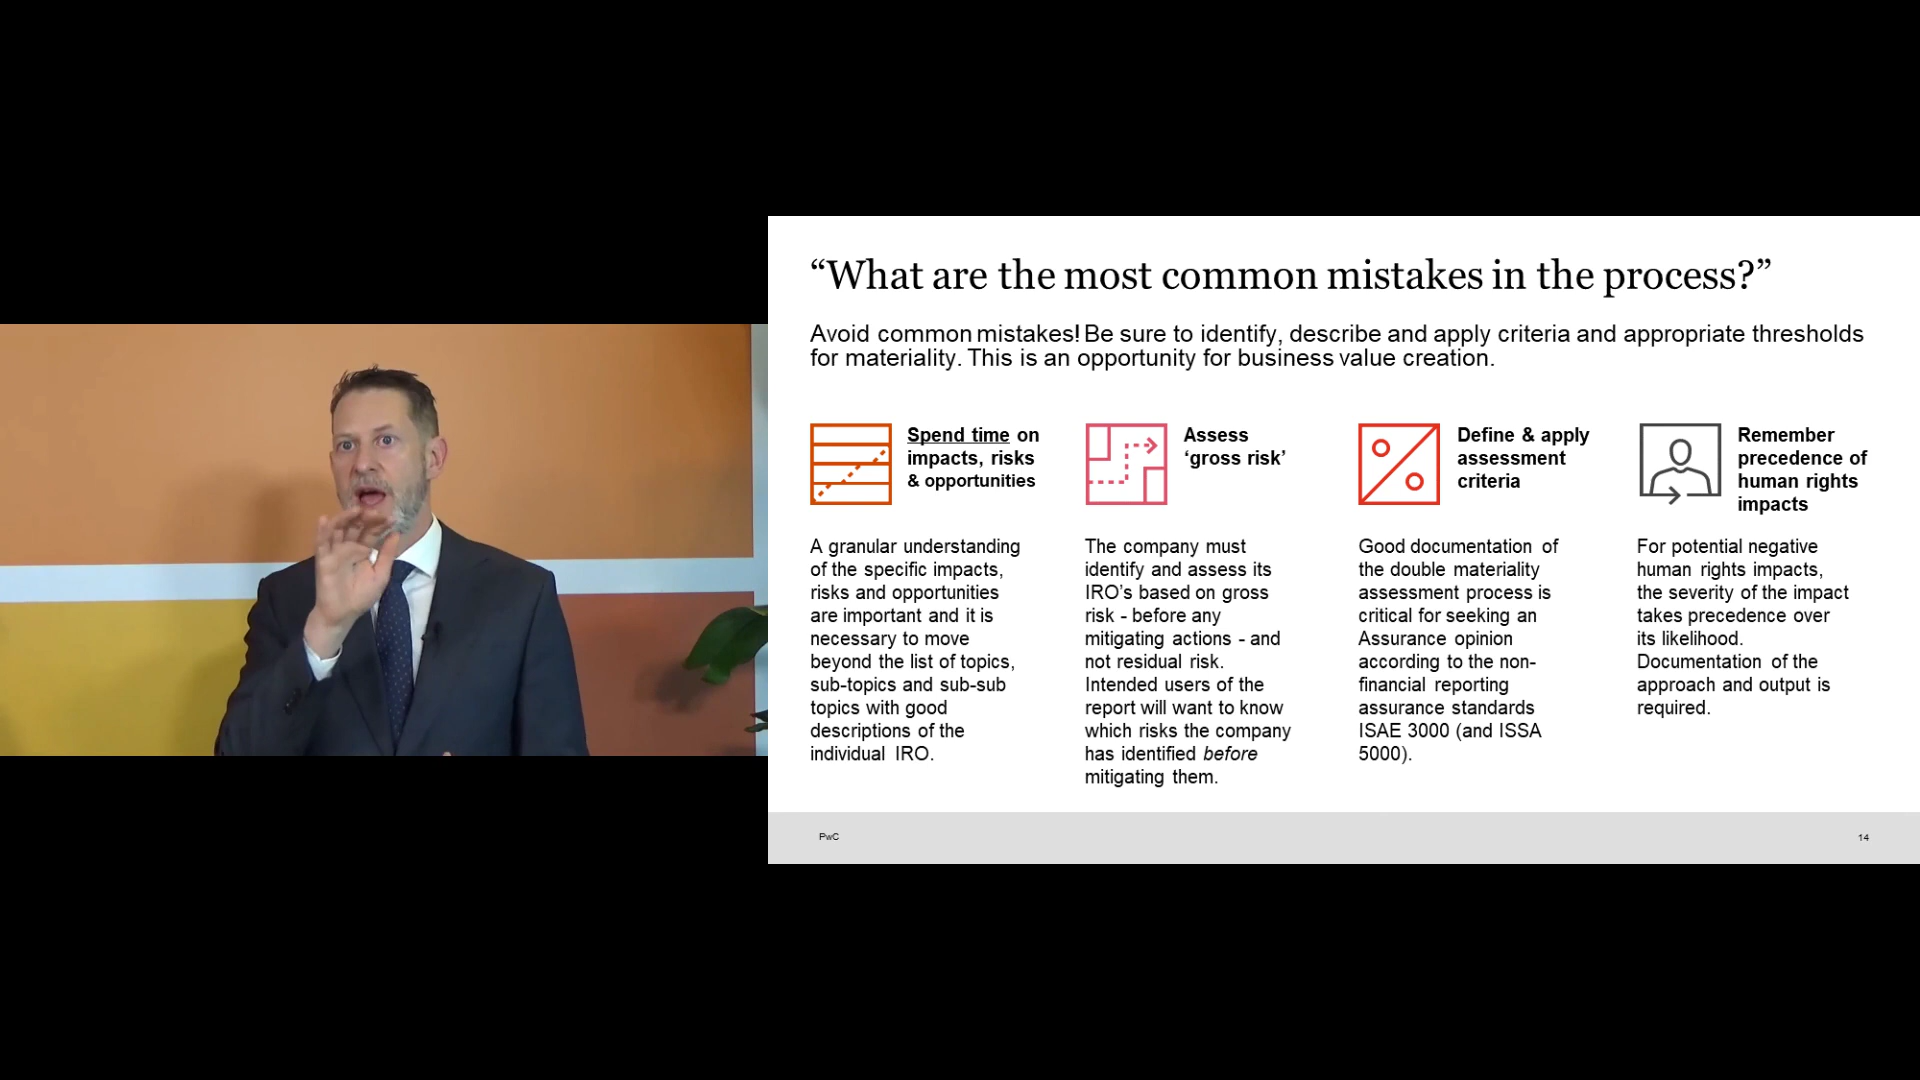 “What are the most common mistakes in the process?”
Avoid common mistakes! Be sure to identify, describe and apply criteria and appropriate thresholds
for materiality. This is an opportunity for business value creation.
Spend time on
impacts, risks
& opportunities
A granular understanding
of the specific impacts,
risks and opportunities
are important and it is
necessary to move
beyond the list of topics,
sub-topics and sub-sub
topics with good
descriptions of the
individual IRO.
Assess
‘gross risk’
The company must
identify and assess its
IRO’s based on gross
risk - before any
mitigating actions - and
not residual risk.
Intended users of the
report will want to know
which risks the company
has identified before
mitigating them.
Define & apply
assessment
criteria
Good documentation of
the double materiality
assessment process is
critical for seeking an
Assurance opinion
according to the non-
financial reporting
assurance standards
ISAE 3000 (and ISSA
5000).
Remember
precedence of
human rights
impacts
For potential negative
human rights impacts,
the severity of the impact
takes precedence over
its likelihood.
Documentation of the
approach and output is
required.
PwC
14